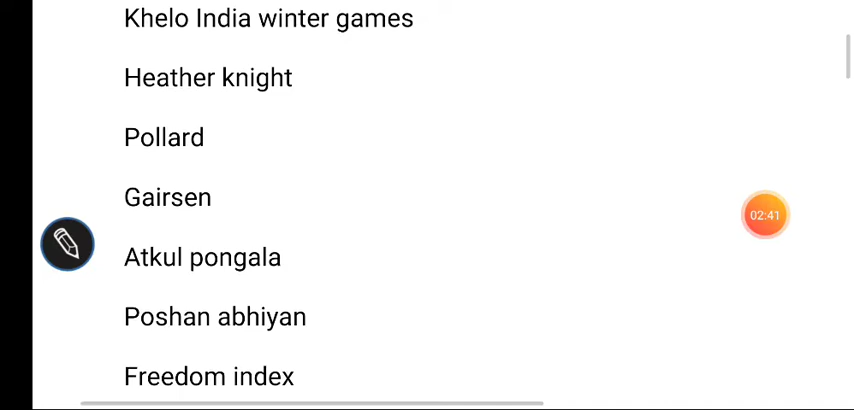 Khelo India winter games
Heather knight
Pollard
Gairsen
02:41
Atkul pongala
Poshan abhiyan
Freedom index